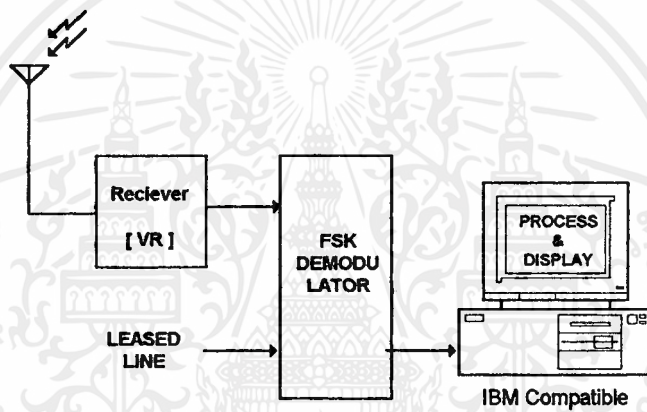 Reciever
[ VR ]
FSK
DEMODU
LATOR
PROCESS
&
DISPLAY
LEASED
LINE
IBM Compatible